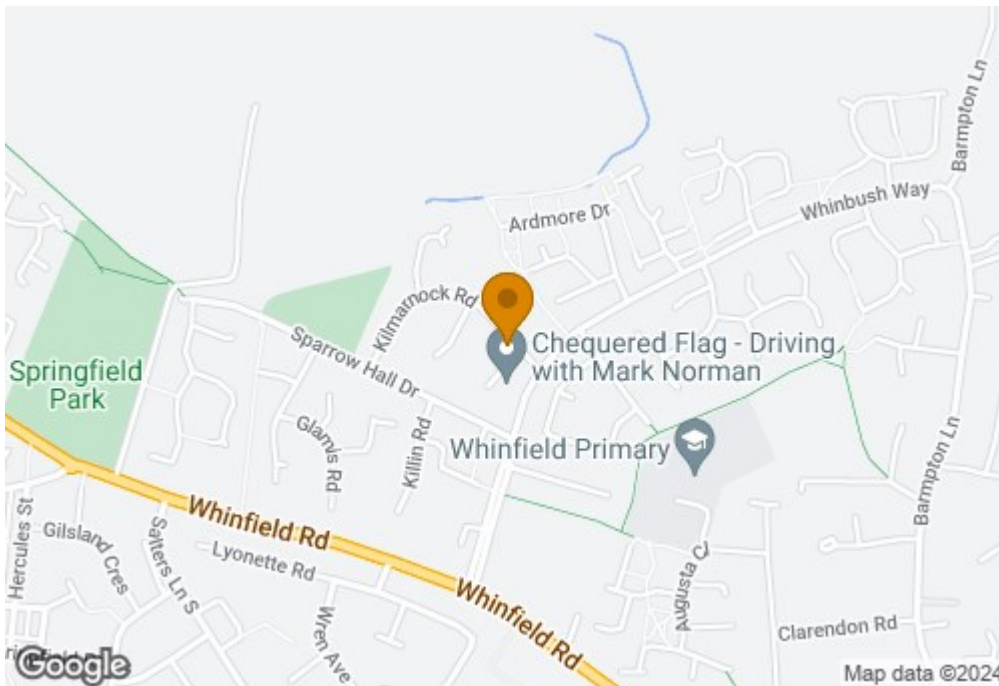 Barmpton Ln
Whinbush Way
Ardmore Dr
Kilmarnock Rd
Sparrow Hall Dr
Chequered Flag - Driving
with Mark Norman
Springfield
Park
Glamis Rd
Killin Rd
Whinfield Primary
Barmpton Ln
Whinfield Rd
Hercules St
Gilsland Cres
Salters Ln S
Lyonette Rd
Wren Ave
Whinfield Rd
Augusta Cl
Clarendon Rd
Google
Map data ©2024